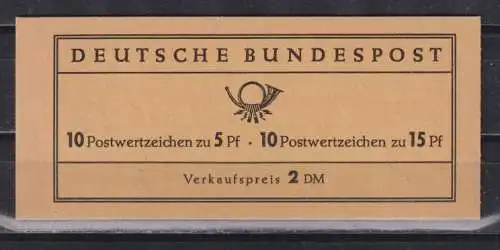 DEUTSCHE BUNDESPOST
10 Postwertzeichen zu 5 Pf · 10 Postwertzeichen zu 15 Pf
Verkaufspreis 2 DM